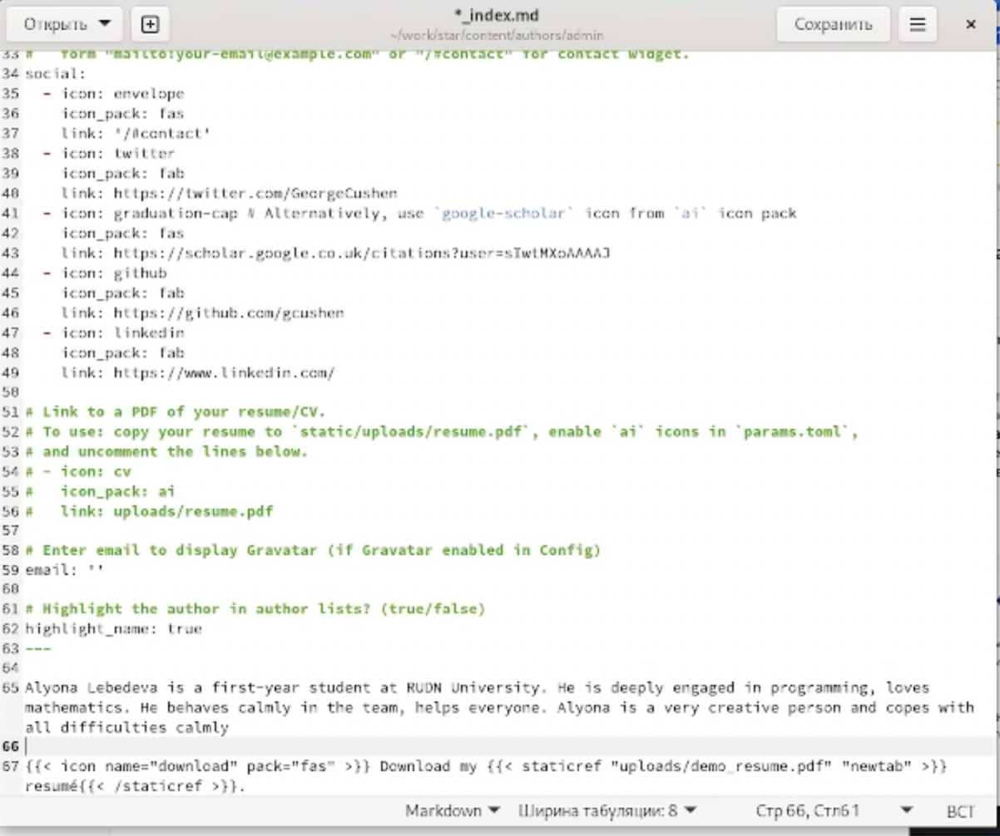 Открыть
*_index.md
~/work/star/content/authors/admin
Сохранить
33 #   form "mailto:your-email@example.com" or "/#contact" for contact widget.
34 social:
35   - icon: envelope
36     icon_pack: fas
37     link: '/#contact'
38   - icon: twitter
39     icon_pack: fab
40     link: https://twitter.com/GeorgeCushen
41   - icon: graduation-cap # Alternatively, use `google-scholar` icon from `ai` icon pack
42     icon_pack: fas
43     link: https://scholar.google.co.uk/citations?user=sIwtMXoAAAAJ
44   - icon: github
45     icon_pack: fab
46     link: https://github.com/gcushen
47   - icon: linkedin
48     icon_pack: fab
49     link: https://www.linkedin.com/
50
51 # Link to a PDF of your resume/CV.
52 # To use: copy your resume to `static/uploads/resume.pdf`, enable `ai` icons in `params.toml`,
53 # and uncomment the lines below.
54 # - icon: cv
55 #   icon_pack: ai
56 #   link: uploads/resume.pdf
57
58 # Enter email to display Gravatar (if Gravatar enabled in Config)
59 email: ''
60
61 # Highlight the author in author lists? (true/false)
62 highlight_name: true
63 ---
64
65 Alyona Lebedeva is a first-year student at RUDN University. He is deeply engaged in programming, loves
mathematics. He behaves calmly in the team, helps everyone. Alyona is a very creative person and copes with
all difficulties calmly
66
67 {{< icon name="download" pack="fas" >}} Download my {{< staticref "uploads/demo_resume.pdf" "newtab" >}}
resumé{{< /staticref >}}.
Markdown Ширина табуляции: 8 Стр 66, Стлб 1 ВСТ